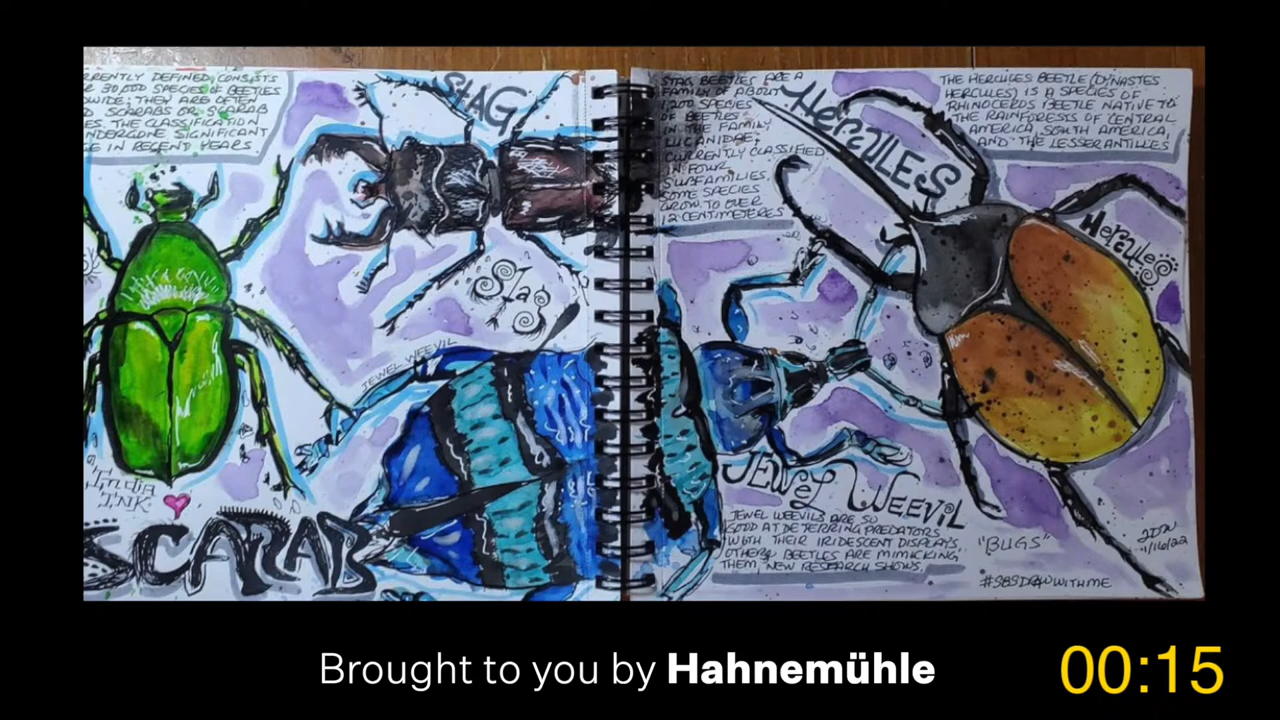 RRENTLY DEFINED, CONSISTS
R 30,000 SPECIES OF BEETLES
DWIDE; THEY ARE OFTEN
D SCARABS OR SCARAB
ES. THE CLASSIFICATION
NDERGONE SIGNIFICANT
GE IN RECENT YEARS.
STAG
Stag
JEWEL WEEVIL
INDIA
INK
SCARAB
STAG BEETLES ARE A
FAMILY OF ABOUT
1,200 SPECIES
OF BEETLES
IN THE FAMILY
LUCANIDAE;
CURRENTLY CLASSIFIED
IN FOUR
SUBFAMILIES.
SOME SPECIES
GROW TO OVER
12 CENTIMETERES
HERCULES
THE HERCULES BEETLE (DYNASTES
HERCULES) IS A SPECIES OF
RHINOCEROS BEETLE NATIVE TO
THE RAINFORESTS OF CENTRAL
AMERICA, SOUTH AMERICA,
AND THE LESSER ANTILLES
HERCULES
JEWEL WEEVIL
JEWEL WEEVILS ARE SO
GOOD AT DETERRING PREDATORS
WITH THEIR IRIDESCENT DISPLAYS,
OTHER BEETLES ARE MIMICKING
THEM, NEW RESEARCH SHOWS.
"BUGS"
1/16/22
#SBSDRAWWITHME
Brought to you by Hahnemühle
00:15